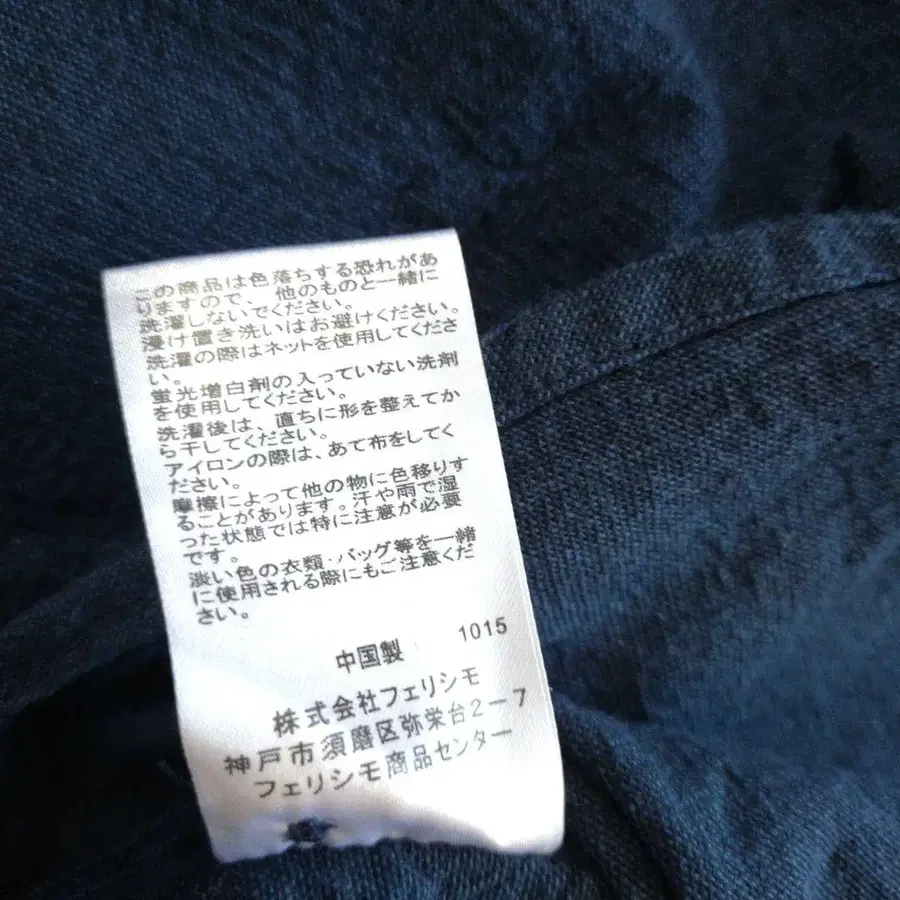 この商品は色落ちする恐れがあ
りますので、他のものと一緒に
洗濯しないでください。
浸け置き洗いはお避けください。
洗濯の際はネットを使用してくださ
い。
蛍光増白剤の入っていない洗剤
を使用してください。
洗濯後は、直ちに形を整えてか
ら干してください。
アイロンの際は、あて布をしてく
ださい。
摩擦によって他の物に色移りす
ることがあります。汗や雨で湿
った状態では特に注意が必要
です。
淡い色の衣類・バッグ等を一緒
に使用される際にもご注意くだ
さい。
中国製 1015
株式会社フェリシモ
神戸市須磨区弥栄台2-7
フェリシモ商品センター